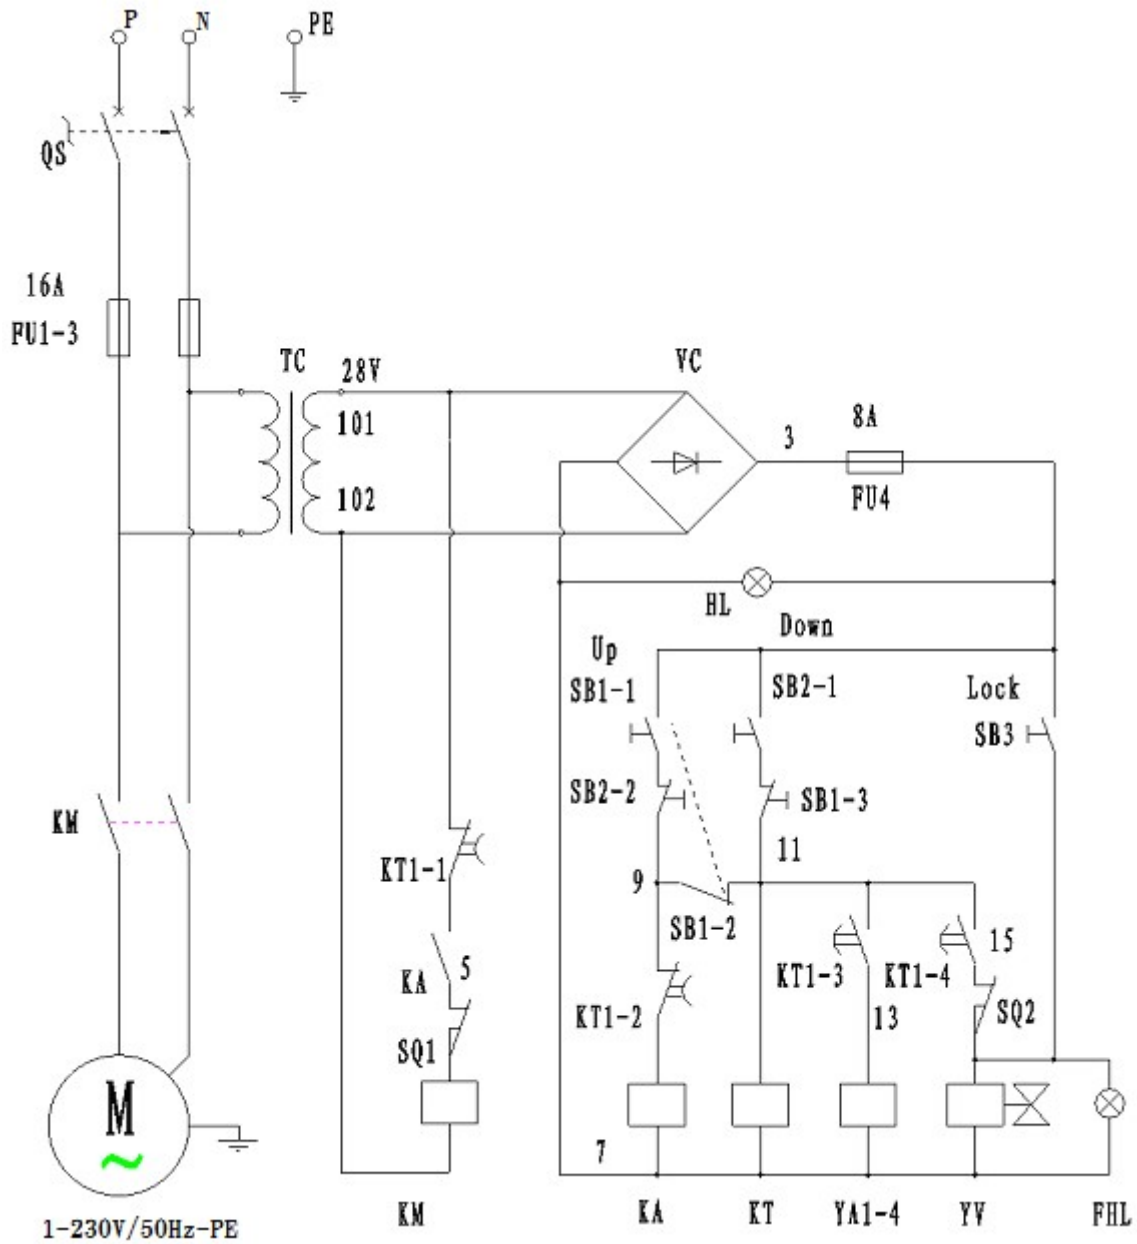 P N PE
QS
16A
FU1-3
TC 28V VC
101 3 8A
102 FU4
HL
Down
Up
SB1-1 SB2-1 Lock
SB3
SB2-2 SB1-3
KM
KT1-1 11
9
SB1-2
KA 5 KT1-3 KT1-4 15
KT1-2 13 SQ2
SQ1
M
~
7
KM KA KT YA1-4 YV FHL
1-230V/50Hz-PE